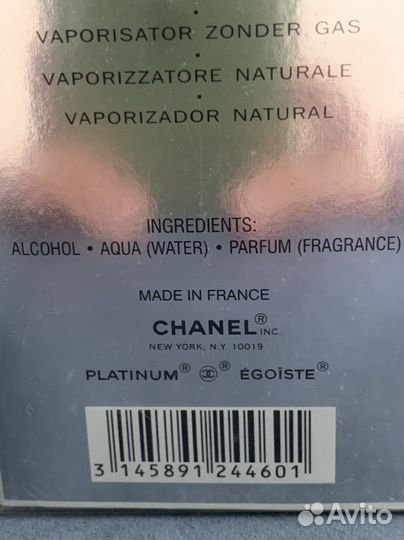 VAPORISATOR ZONDER GAS
•
VAPORIZZATORE NATURALE
•
VAPORIZADOR NATURAL
INGREDIENTS:
ALCOHOL • AQUA (WATER) • PARFUM (FRAGRANCE)
MADE IN FRANCE
CHANEL® INC.
NEW YORK, N.Y. 10019
PLATINUM® ® ÉGOÏSTE®
3 145891 244601
Avito